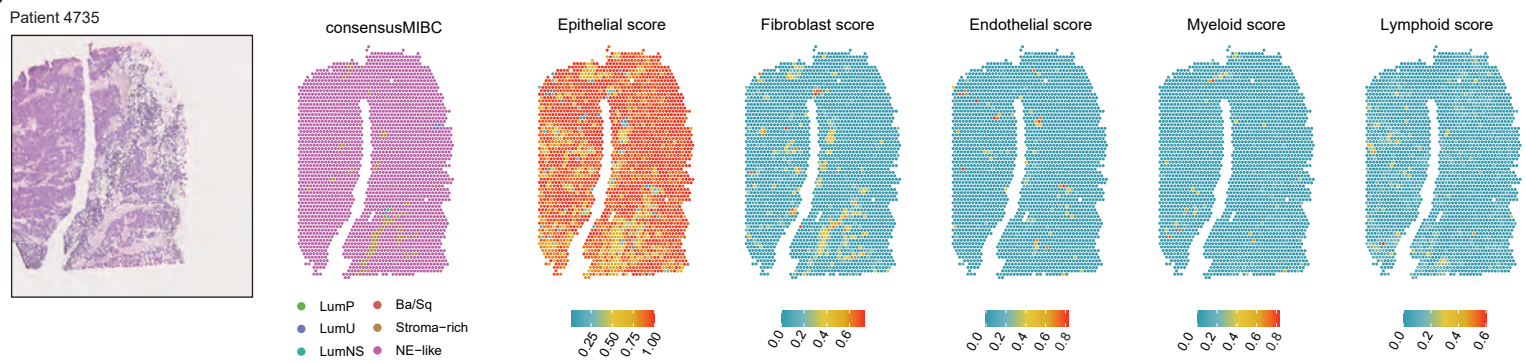 Patient 4735
consensusMIBC
Epithelial score
Fibroblast score
Endothelial score
Myeloid score
Lymphoid score
LumP
Ba/Sq
LumU
Stroma−rich
LumNS
NE−like
0.25 0.50 0.75 1.00
0.0 0.2 0.4 0.6
0.0 0.2 0.4 0.6 0.8
0.0 0.2 0.4 0.6 0.8
0.0 0.2 0.4 0.6